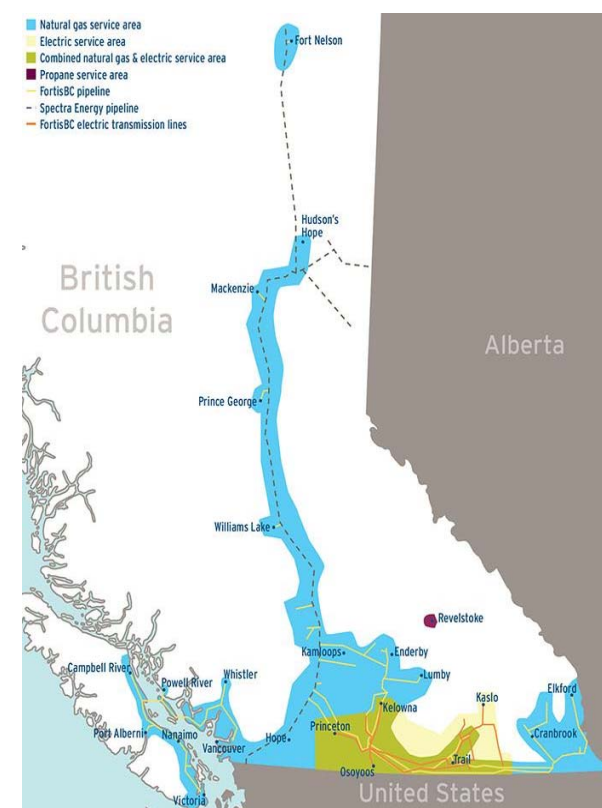 Natural gas service area
Electric service area
Combined natural gas & electric service area
Propane service area
FortisBC pipeline
Spectra Energy pipeline
FortisBC electric transmission lines
Fort Nelson
Hudson's
Hope
British
Columbia
Mackenzie
Alberta
Prince George
Williams Lake
Revelstoke
Kamloops
Enderby
Campbell River
Powell River
Whistler
Lumby
Elkford
Kaslo
Kelowna
Port Alberni
Nanaimo
Vancouver
Hope
Princeton
Cranbrook
Trail
Osoyoos
United States
Victoria